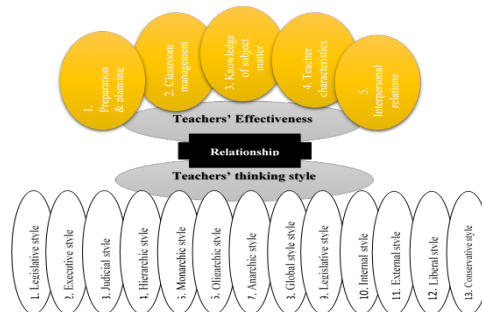 1.
Preparation
& planning
2. Classroom
management
3. Knowledge
of subject
matter
4. Teacher
characteristics
5.
Interpersonal
relations
Teachers' Effectiveness
Relationship
Teachers' thinking style
1. Legislative style
2. Executive style
3. Judicial style
4. Hierarchic style
5. Monarchic style
6. Oliearchic style
7. Anarchic style
8. Global style style
9. Legislative style
10. Internal style
11. External style
12. Liberal style
13. Conservative style